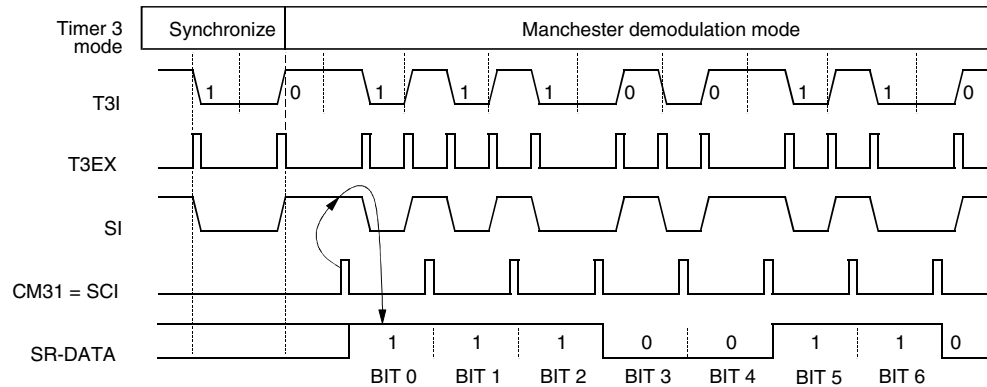 Timer 3 mode
Synchronize
Manchester demodulation mode
T3I
1 0 1 1 1 0 0 1 1 0
T3EX
SI
CM31 = SCI
SR-DATA
1 1 1 0 0 1 1 0
BIT 0 BIT 1 BIT 2 BIT 3 BIT 4 BIT 5 BIT 6